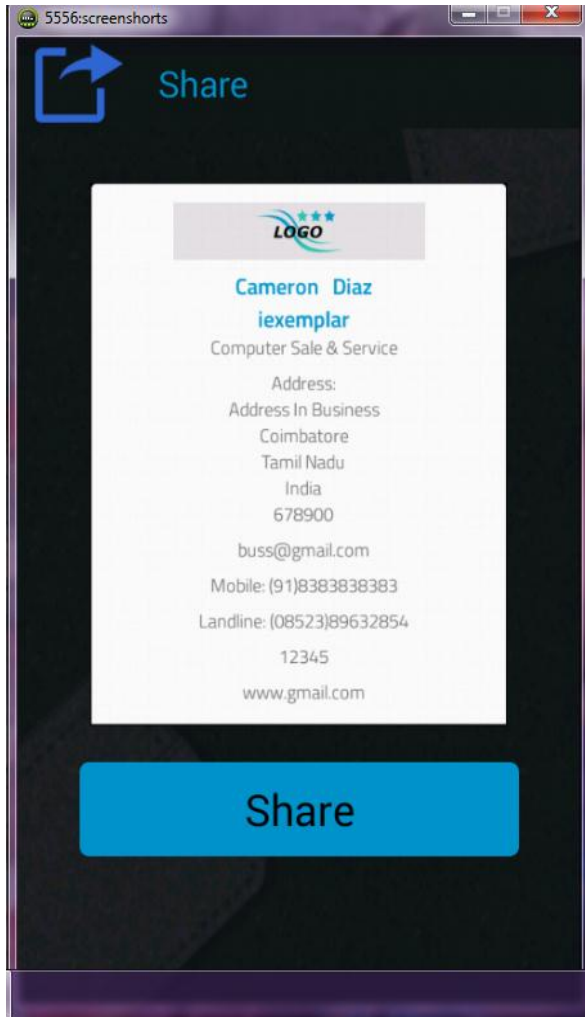 5556:screenshorts
Share
LOGO
Cameron Diaz
iexemplar
Computer Sale & Service
Address:
Address In Business
Coimbatore
Tamil Nadu
India
678900
buss@gmail.com
Mobile: (91)8383838383
Landline: (08523)89632854
12345
www.gmail.com
Share